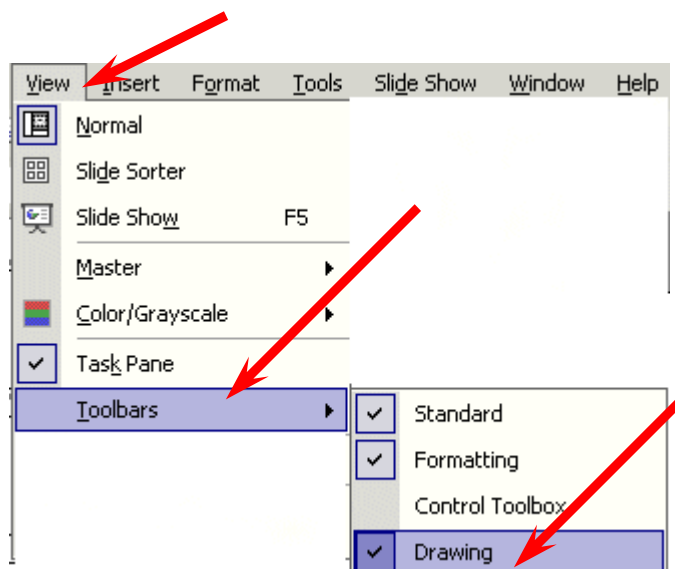 View Insert Format Tools Slide Show Window Help
Normal
Slide Sorter
Slide Show F5
Master
Color/Grayscale
Task Pane
Toolbars
Standard
Formatting
Control Toolbox
Drawing